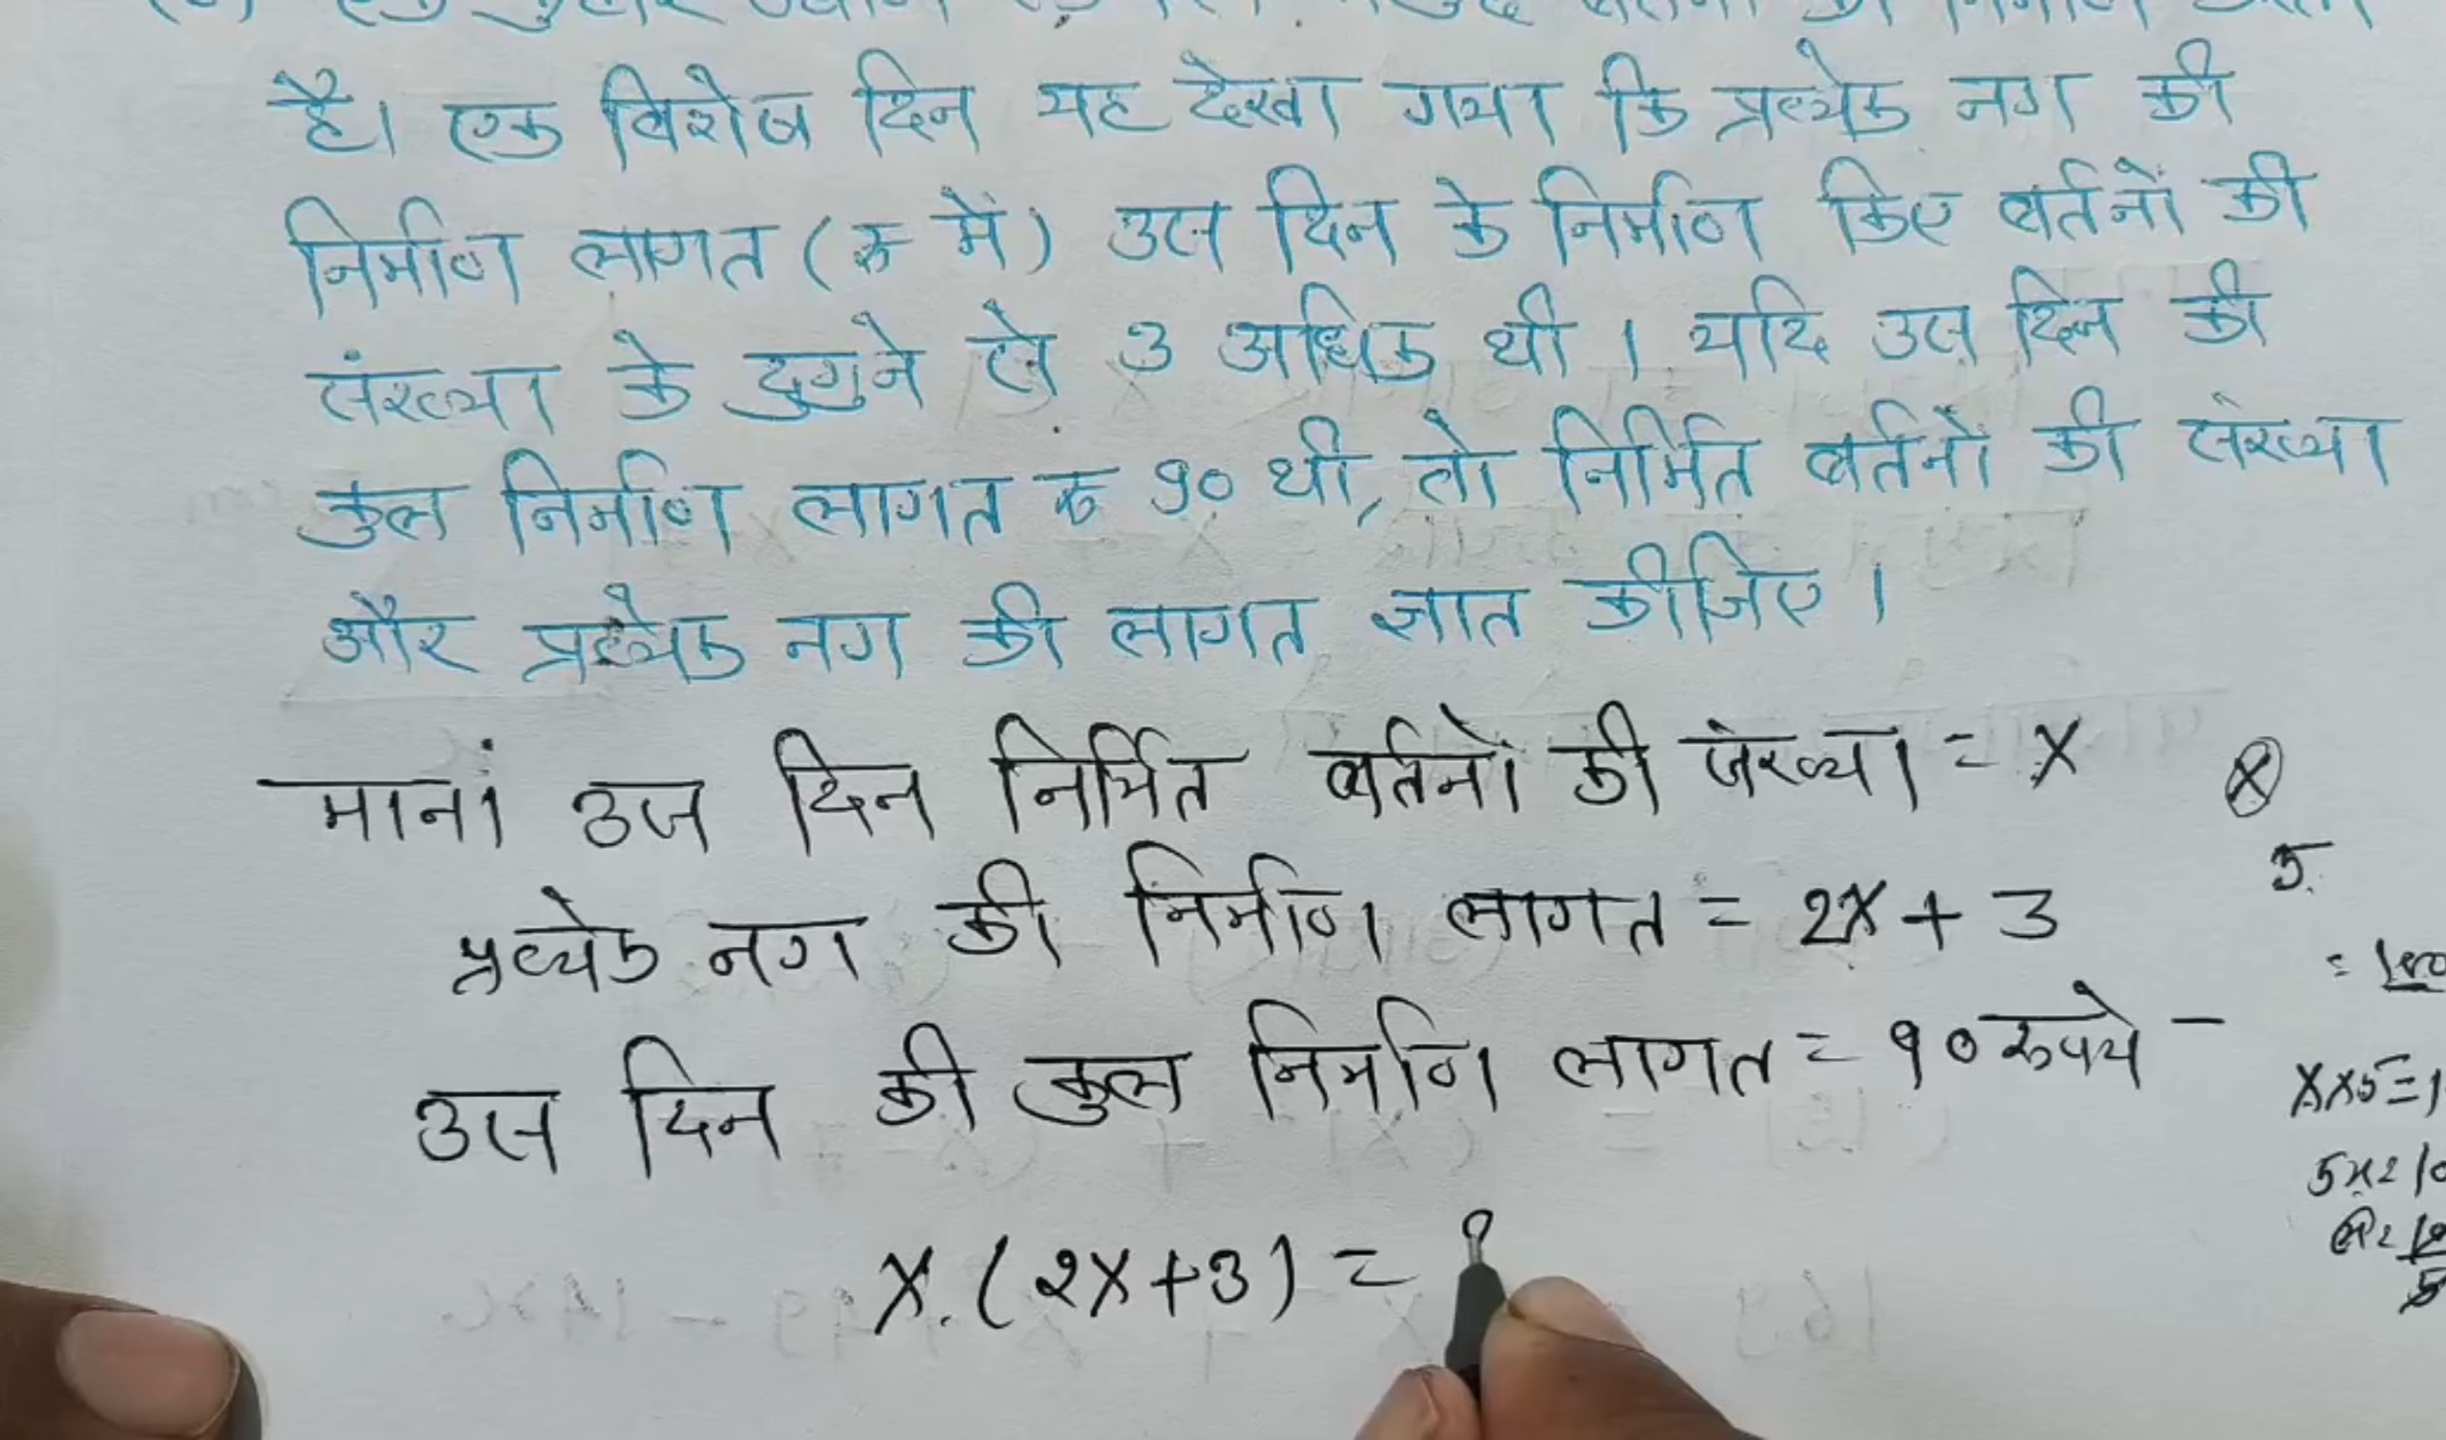 है। एक विशेष दिन यह देखा गया कि प्रत्येक नग की
निर्माण लागत (रु में) उस दिन के निर्माण किए बर्तनों की
संख्या के दुगुने से 3 अधिक थी । यदि उस दिन की
कुल निर्माण लागत रु 90 थी, तो निर्मित बर्तनों की संख्या
और प्रत्येक नग की लागत ज्ञात कीजिए ।
मानां उस दिन निर्मित बर्तनों की संख्या = x
प्रत्येक नग की निर्माण लागत = 2x + 3
उस दिन की कुल निर्माण लागत = 90 रुपये -
x. (2x+3) =
x
5